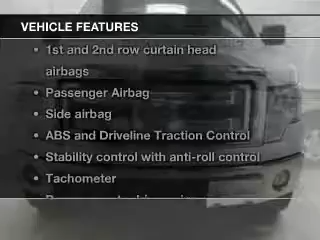 VEHICLE FEATURES
• 1st and 2nd row curtain head
airbags
• Passenger Airbag
• Side airbag
• ABS and Driveline Traction Control
• Stability control with anti-roll control
• Tachometer